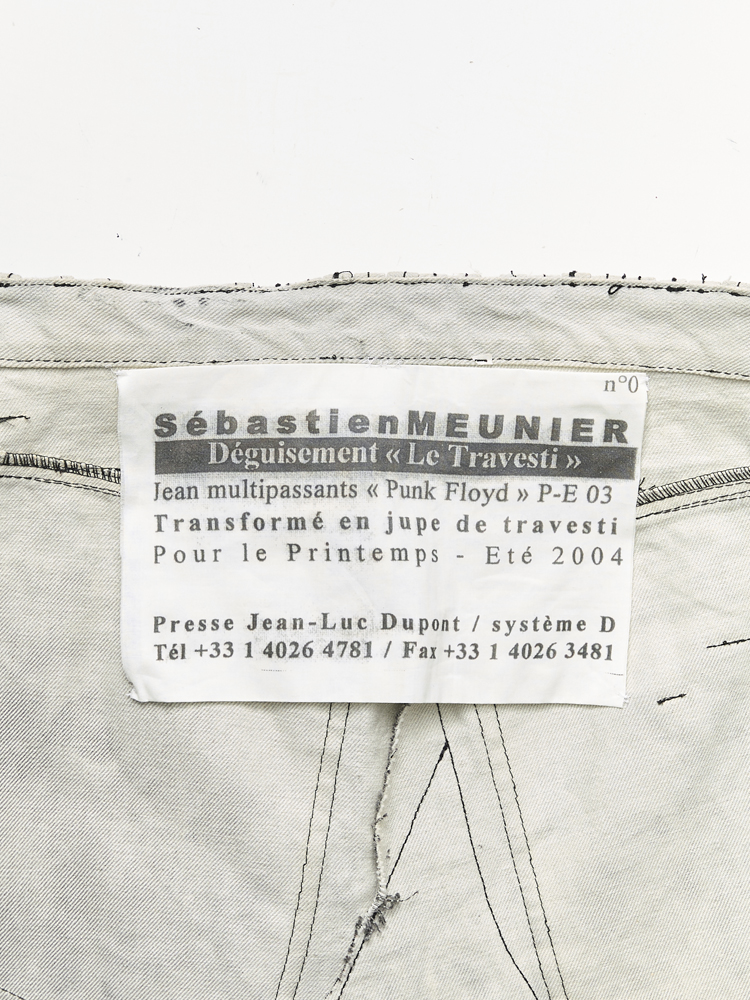 n°0
SébastienMEUNIER
Déguisement « Le Travesti »
Jean multipassants « Punk Floyd » P-E 03
Transformé en jupe de travesti
Pour le Printemps - Eté 2004
Presse Jean-Luc Dupont / système D
Tél +33 1 4026 4781 / Fax +33 1 4026 3481